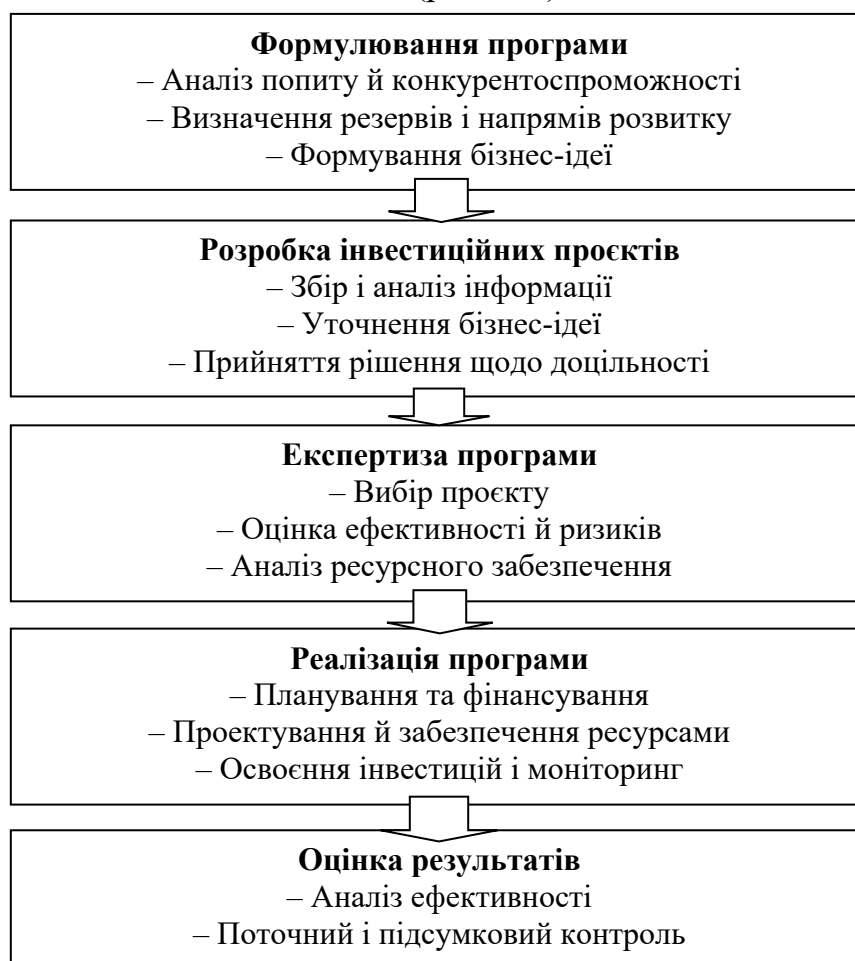 Формулювання програми
– Аналіз попиту й конкурентоспроможності
– Визначення резервів і напрямів розвитку
– Формування бізнес-ідеї
Розробка інвестиційних проєктів
– Збір і аналіз інформації
– Уточнення бізнес-ідеї
– Прийняття рішення щодо доцільності
Експертиза програми
– Вибір проєкту
– Оцінка ефективності й ризиків
– Аналіз ресурсного забезпечення
Реалізація програми
– Планування та фінансування
– Проектування й забезпечення ресурсами
– Освоєння інвестицій і моніторинг
Оцінка результатів
– Аналіз ефективності
– Поточний і підсумковий контроль